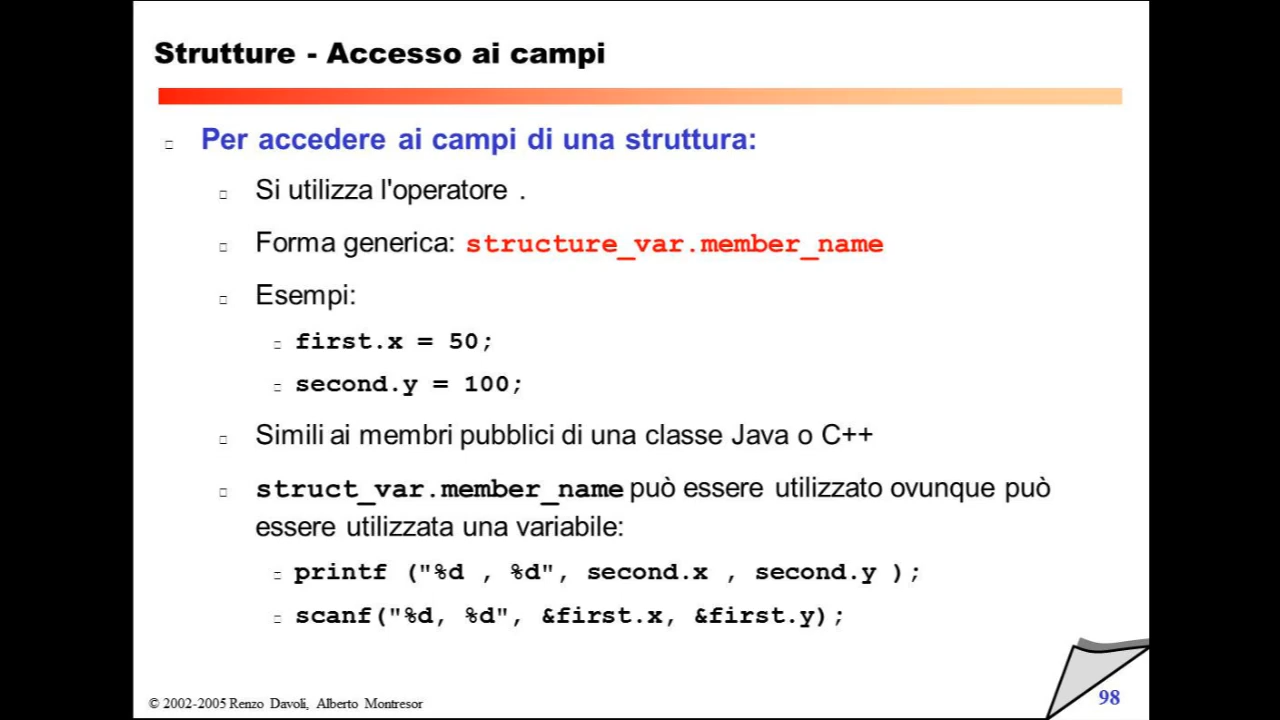 Strutture - Accesso ai campi
Per accedere ai campi di una struttura:
Si utilizza l'operatore .
Forma generica: structure_var.member_name
Esempi:
first.x = 50;
second.y = 100;
Simili ai membri pubblici di una classe Java o C++
struct_var.member_name può essere utilizzato ovunque può
essere utilizzata una variabile:
printf ("%d , %d", second.x , second.y );
scanf("%d, %d", &first.x, &first.y);
© 2002-2005 Renzo Davoli, Alberto Montresor
98